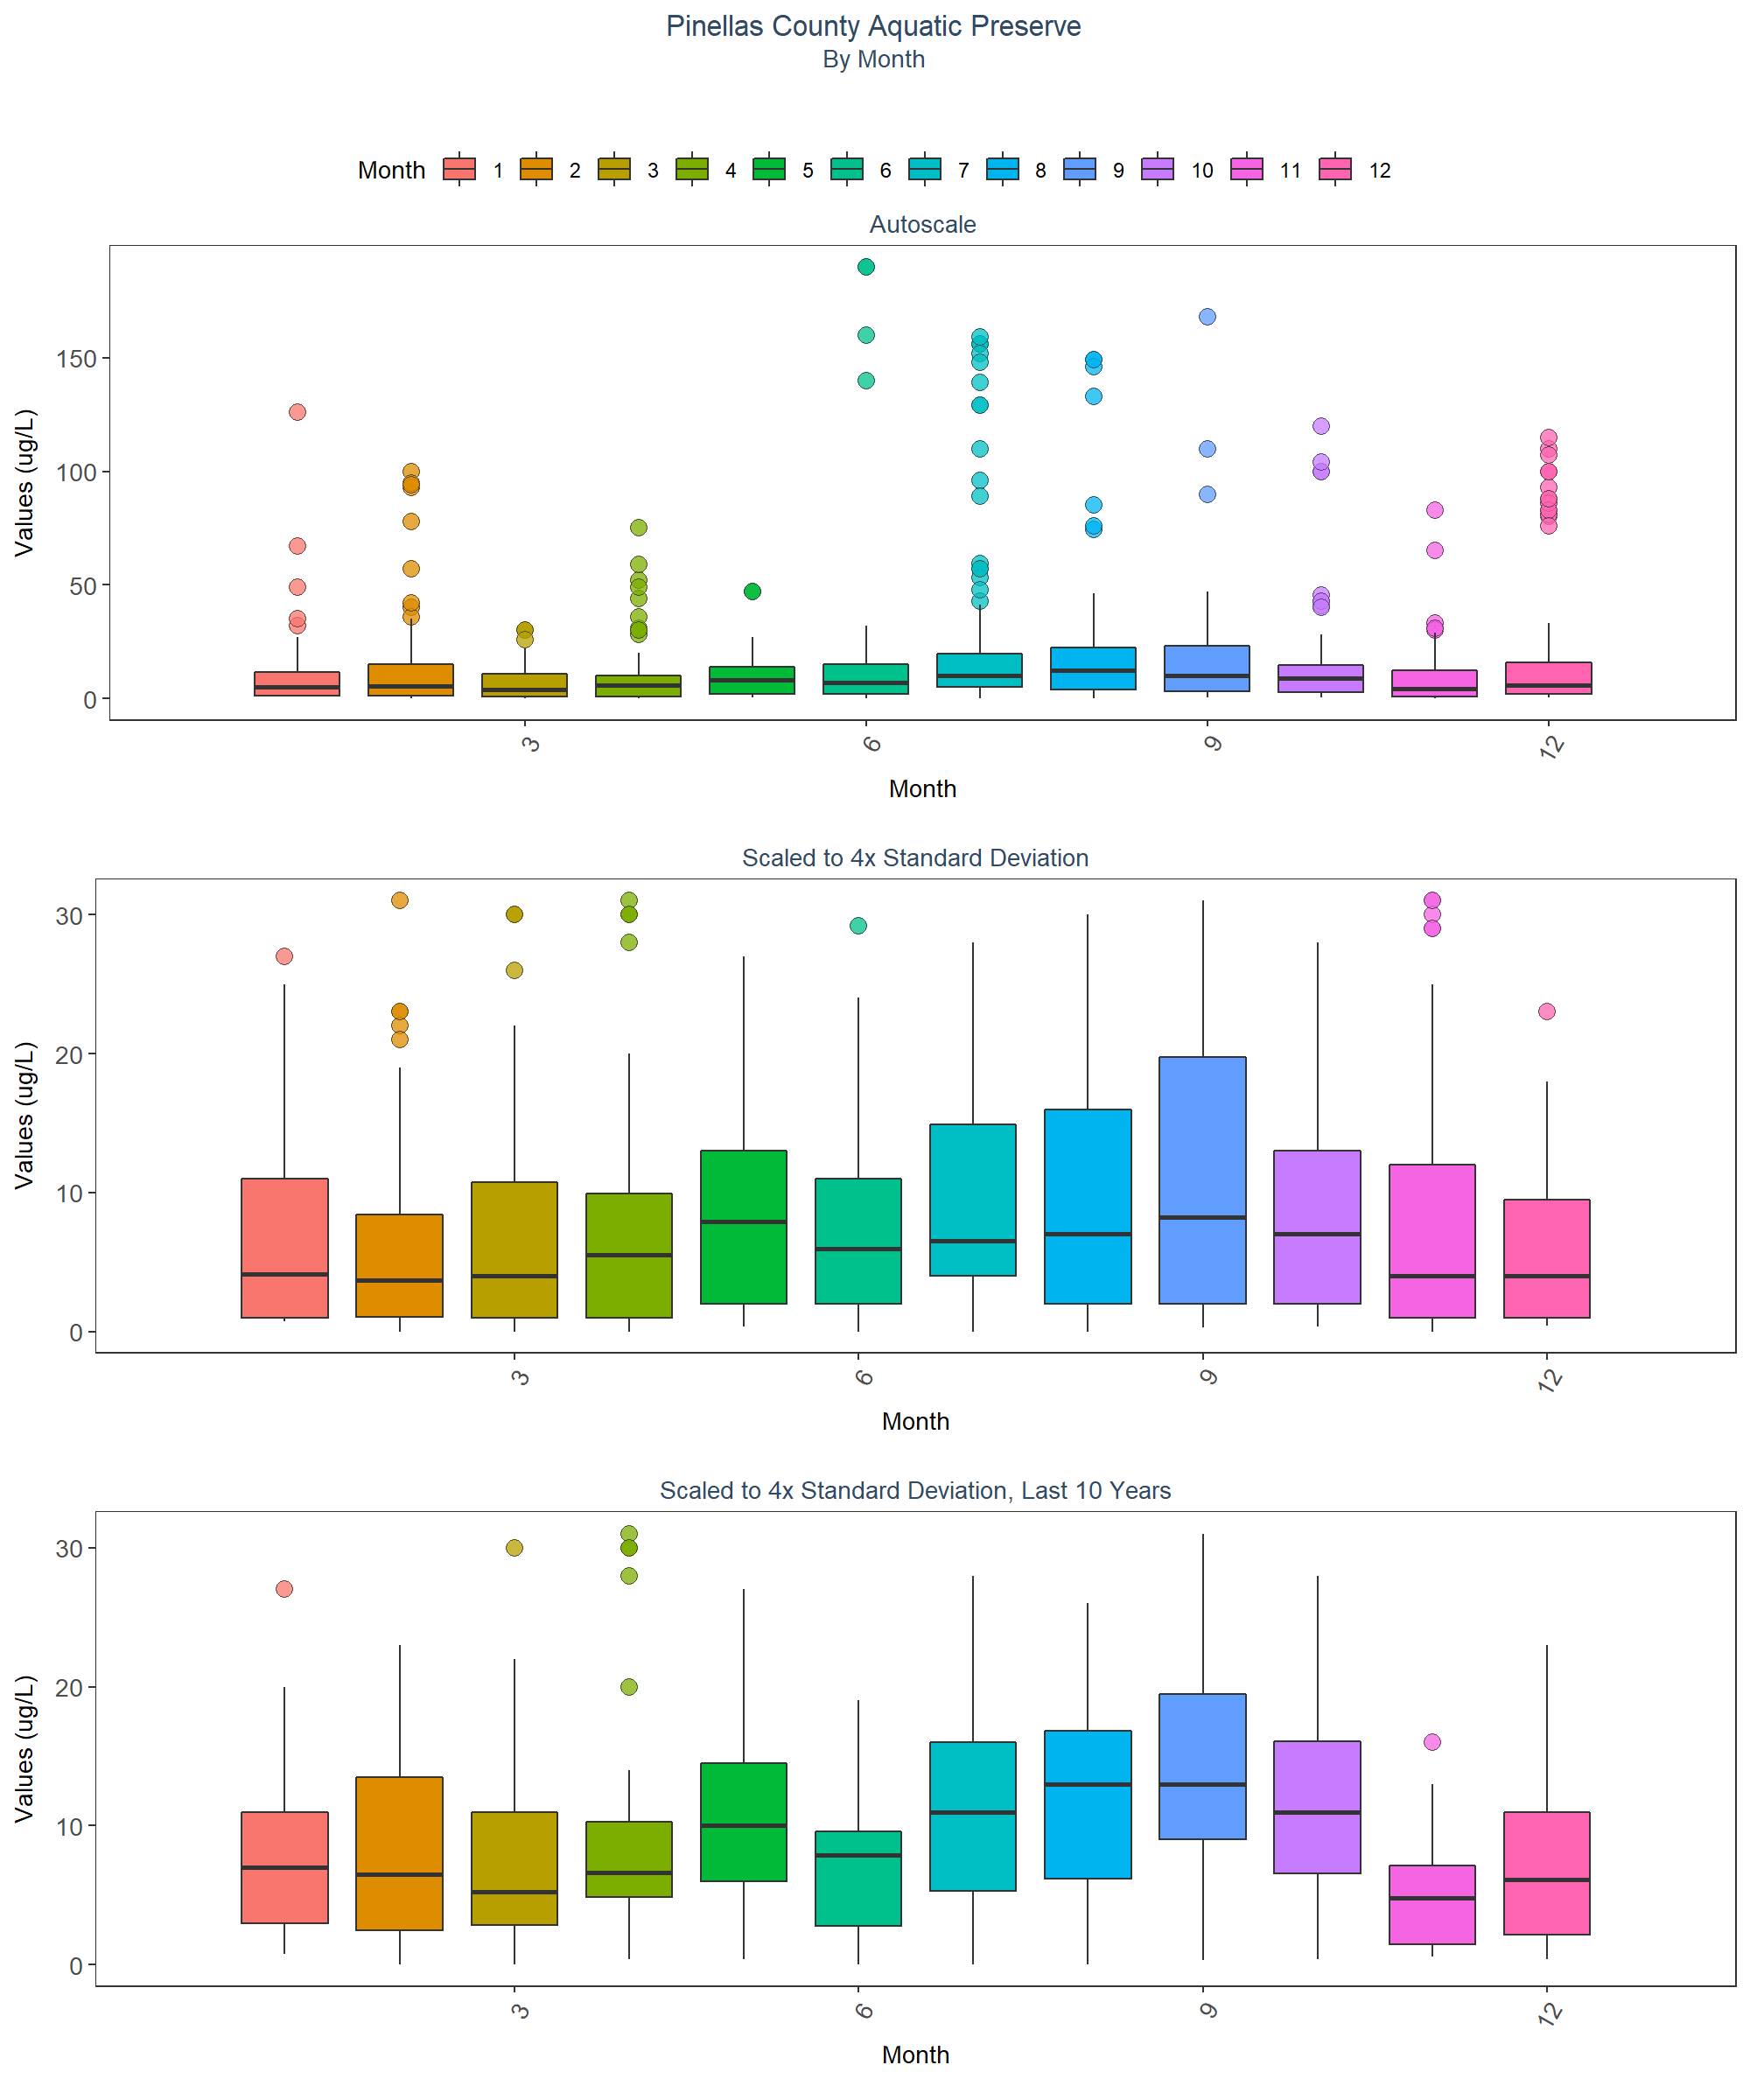 Pinellas County Aquatic Preserve
By Month
Month 1 2 3 4 5 6 7 8 9 10 11 12
Autoscale
Values (ug/L)
150
100
50
0
3 6 9 12
Month
Scaled to 4x Standard Deviation
Values (ug/L)
30
20
10
0
3 6 9 12
Month
Scaled to 4x Standard Deviation, Last 10 Years
Values (ug/L)
30
20
10
0
3 6 9 12
Month